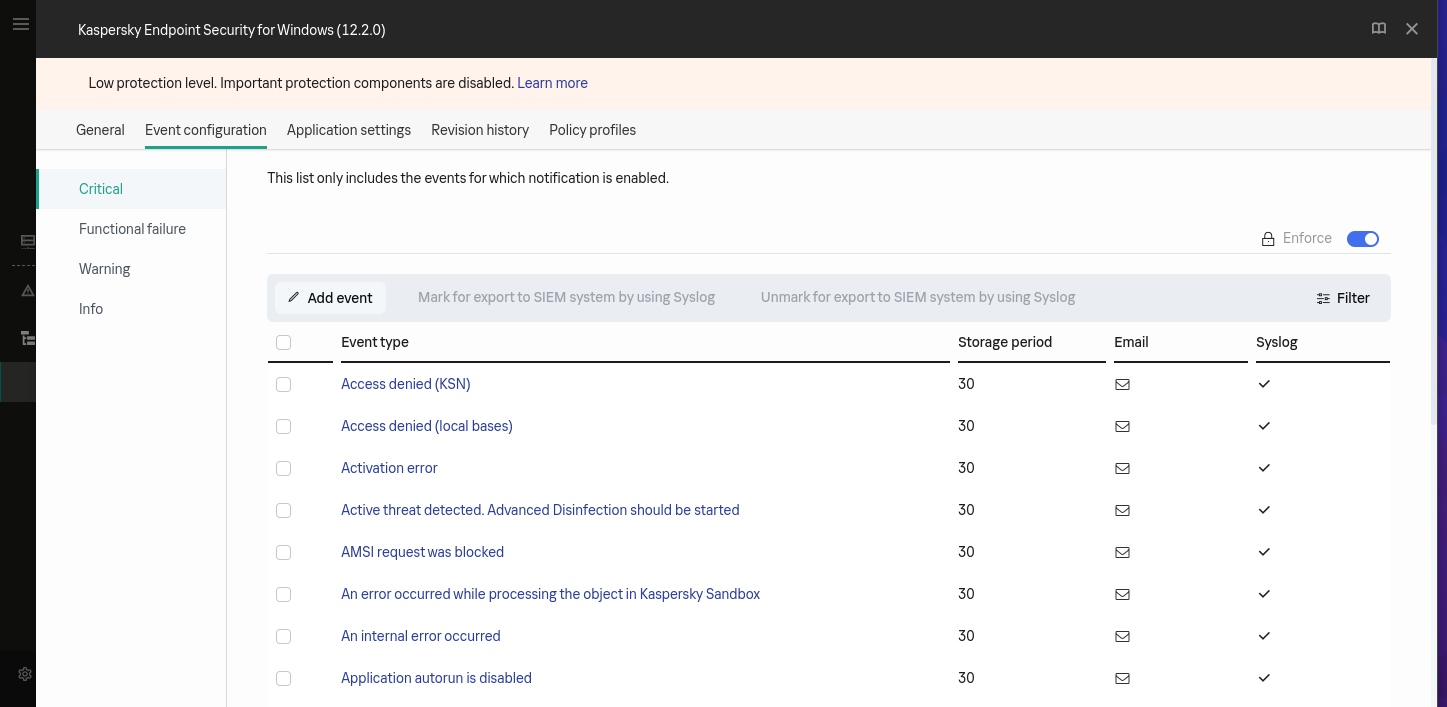 Kaspersky Endpoint Security for Windows (12.2.0)
Low protection level. Important protection components are disabled. Learn more
General Event configuration Application settings Revision history Policy profiles
Critical
Functional failure
Warning
Info
This list only includes the events for which notification is enabled.
Enforce
Add event Mark for export to SIEM system by using Syslog Unmark for export to SIEM system by using Syslog Filter
Event type Storage period Email Syslog
Access denied (KSN) 30
Access denied (local bases) 30
Activation error 30
Active threat detected. Advanced Disinfection should be started 30
AMSI request was blocked 30
An error occurred while processing the object in Kaspersky Sandbox 30
An internal error occurred 30
Application autorun is disabled 30